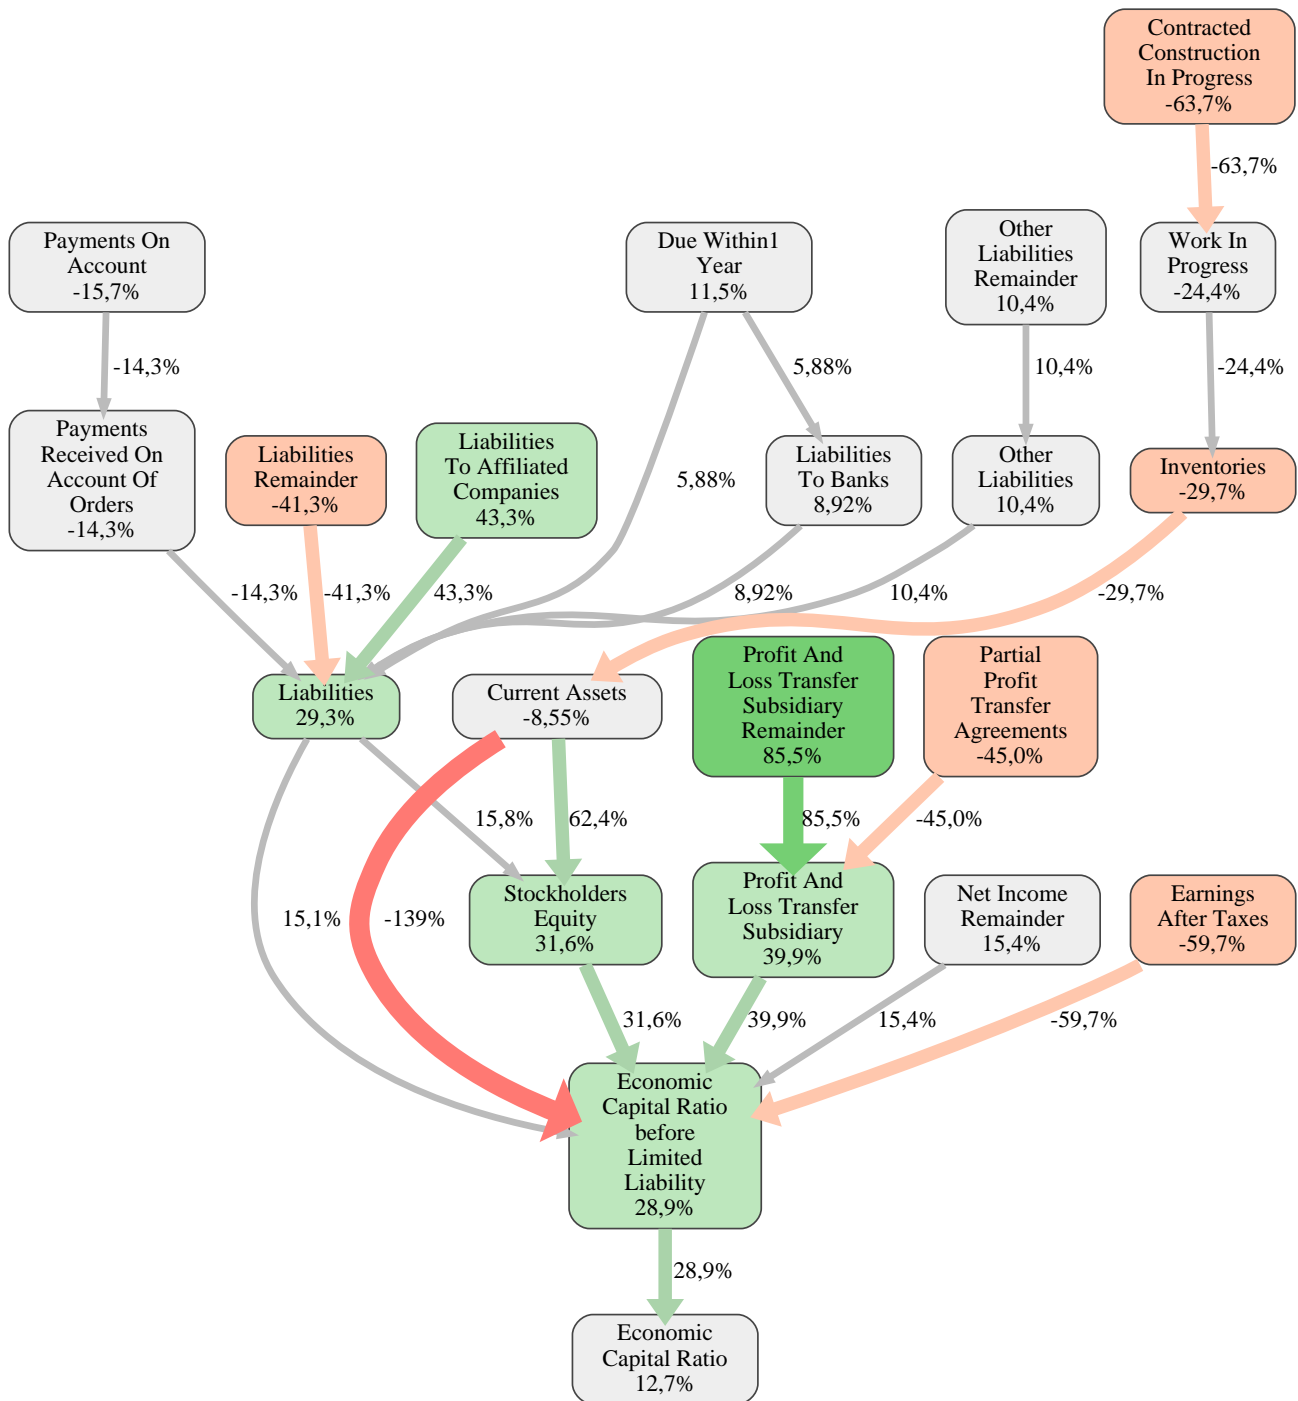 Contracted
Construction
In Progress
-63,7%
-63,7%
Payments On
Account
-15,7%
Due Within1
Year
11,5%
Other
Liabilities
Remainder
10,4%
Work In
Progress
-24,4%
-14,3%
5,88%
10,4%
-24,4%
Payments
Received On
Account Of
Orders
-14,3%
Liabilities
Remainder
-41,3%
Liabilities
To Affiliated
Companies
43,3%
5,88%
Liabilities
To Banks
8,92%
Other
Liabilities
10,4%
Inventories
-29,7%
-14,3%
-41,3%
43,3%
8,92%
10,4%
-29,7%
Liabilities
29,3%
Current Assets
-8,55%
Profit And
Loss Transfer
Subsidiary
Remainder
85,5%
Partial
Profit
Transfer
Agreements
-45,0%
15,8%
62,4%
85,5%
-45,0%
15,1%
-139%
Stockholders
Equity
31,6%
Profit And
Loss Transfer
Subsidiary
39,9%
Net Income
Remainder
15,4%
Earnings
After Taxes
-59,7%
31,6%
39,9%
15,4%
-59,7%
Economic
Capital Ratio
before
Limited
Liability
28,9%
28,9%
Economic
Capital Ratio
12,7%